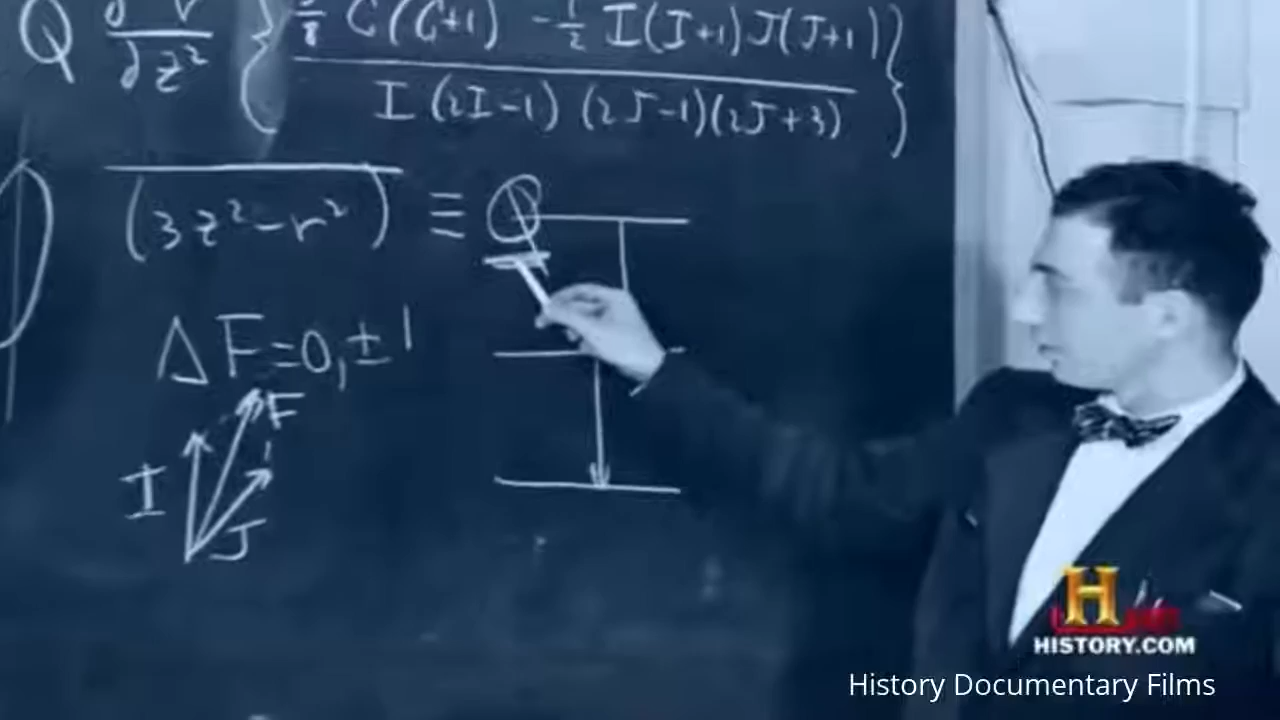 Q ∂²V/∂z² { 3/8 C(C+1) - 1/2 I(I+1)J(J+1) / I(2I-1)(2J-1)(2J+3) }
(3z²-r²) ≡ Q
ΔF=0,±1
F
I
J
H
HISTORY.COM
History Documentary Films